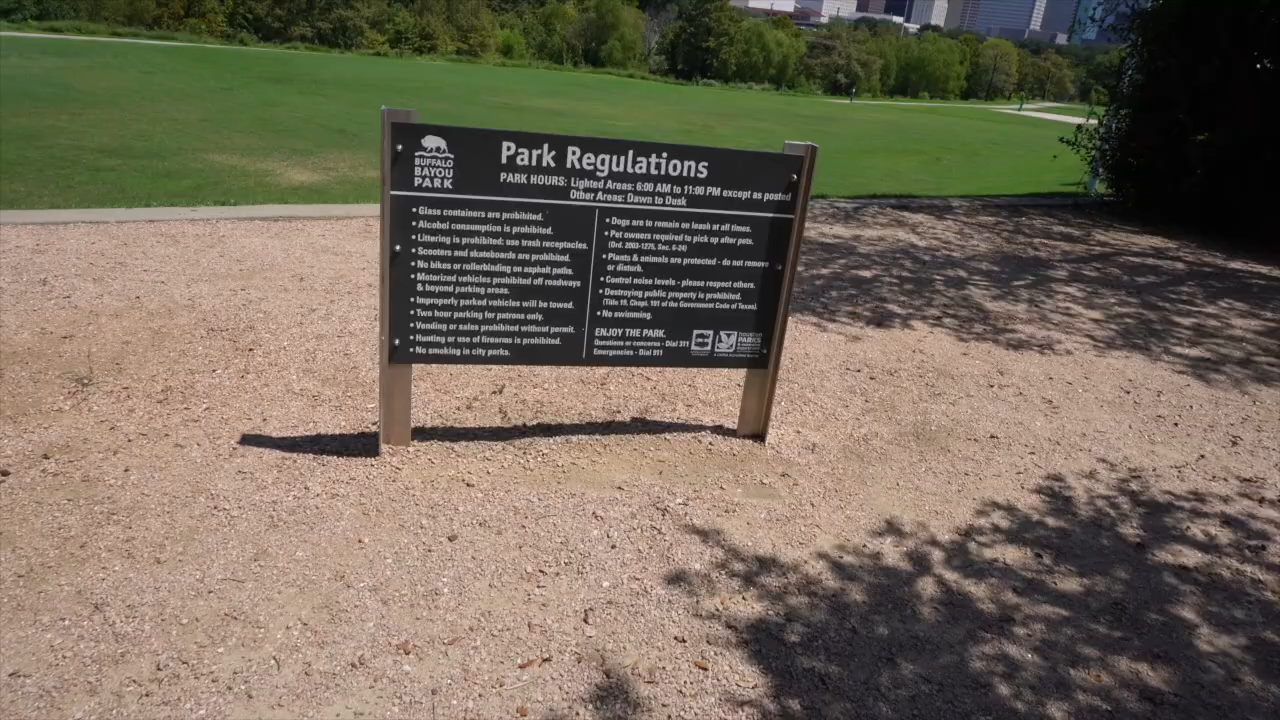 BUFFALO
BAYOU
PARK
Park Regulations
PARK HOURS: Lighted Areas: 6:00 AM to 11:00 PM except as posted
Other Areas: Dawn to Dusk
• Glass containers are prohibited.
• Alcohol consumption is prohibited.
• Littering is prohibited: use trash receptacles.
• Scooters and skateboards are prohibited.
• No bikes or rollerblading on asphalt paths.
• Motorized vehicles prohibited off roadways
& beyond parking areas.
• Improperly parked vehicles will be towed.
• Two hour parking for patrons only.
• Vending or sales prohibited without permit.
• Hunting or use of firearms is prohibited.
• No smoking in city parks.
• Dogs are to remain on leash at all times.
• Pet owners required to pick up after pets.
(Ord. 2003-1275, Sec. 6-24)
• Plants & animals are protected - do not remove
or disturb.
• Control noise levels - please respect others.
• Destroying public property is prohibited.
(Title 19, Chapt. 191 of the Government Code of Texas).
• No swimming.
ENJOY THE PARK.
Questions or concerns - Dial 311
Emergencies - Dial 911
houston
PARKS